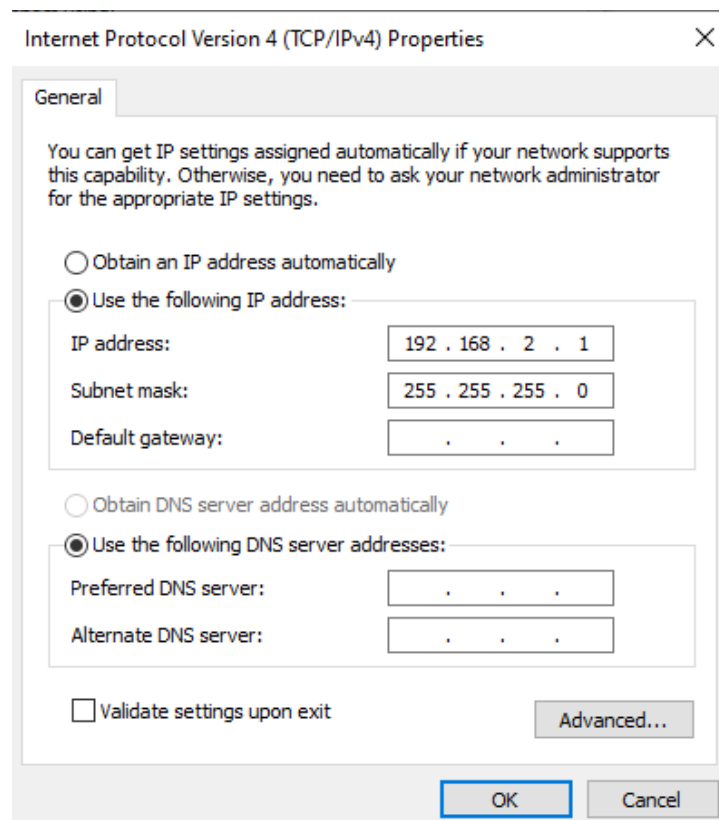 Internet Protocol Version 4 (TCP/IPv4) Properties
General
You can get IP settings assigned automatically if your network supports
this capability. Otherwise, you need to ask your network administrator
for the appropriate IP settings.
Obtain an IP address automatically
Use the following IP address:
IP address: 192 . 168 . 2 . 1
Subnet mask: 255 . 255 . 255 . 0
Default gateway: . . .
Obtain DNS server address automatically
Use the following DNS server addresses:
Preferred DNS server: . . .
Alternate DNS server: . . .
Validate settings upon exit
Advanced...
OK Cancel